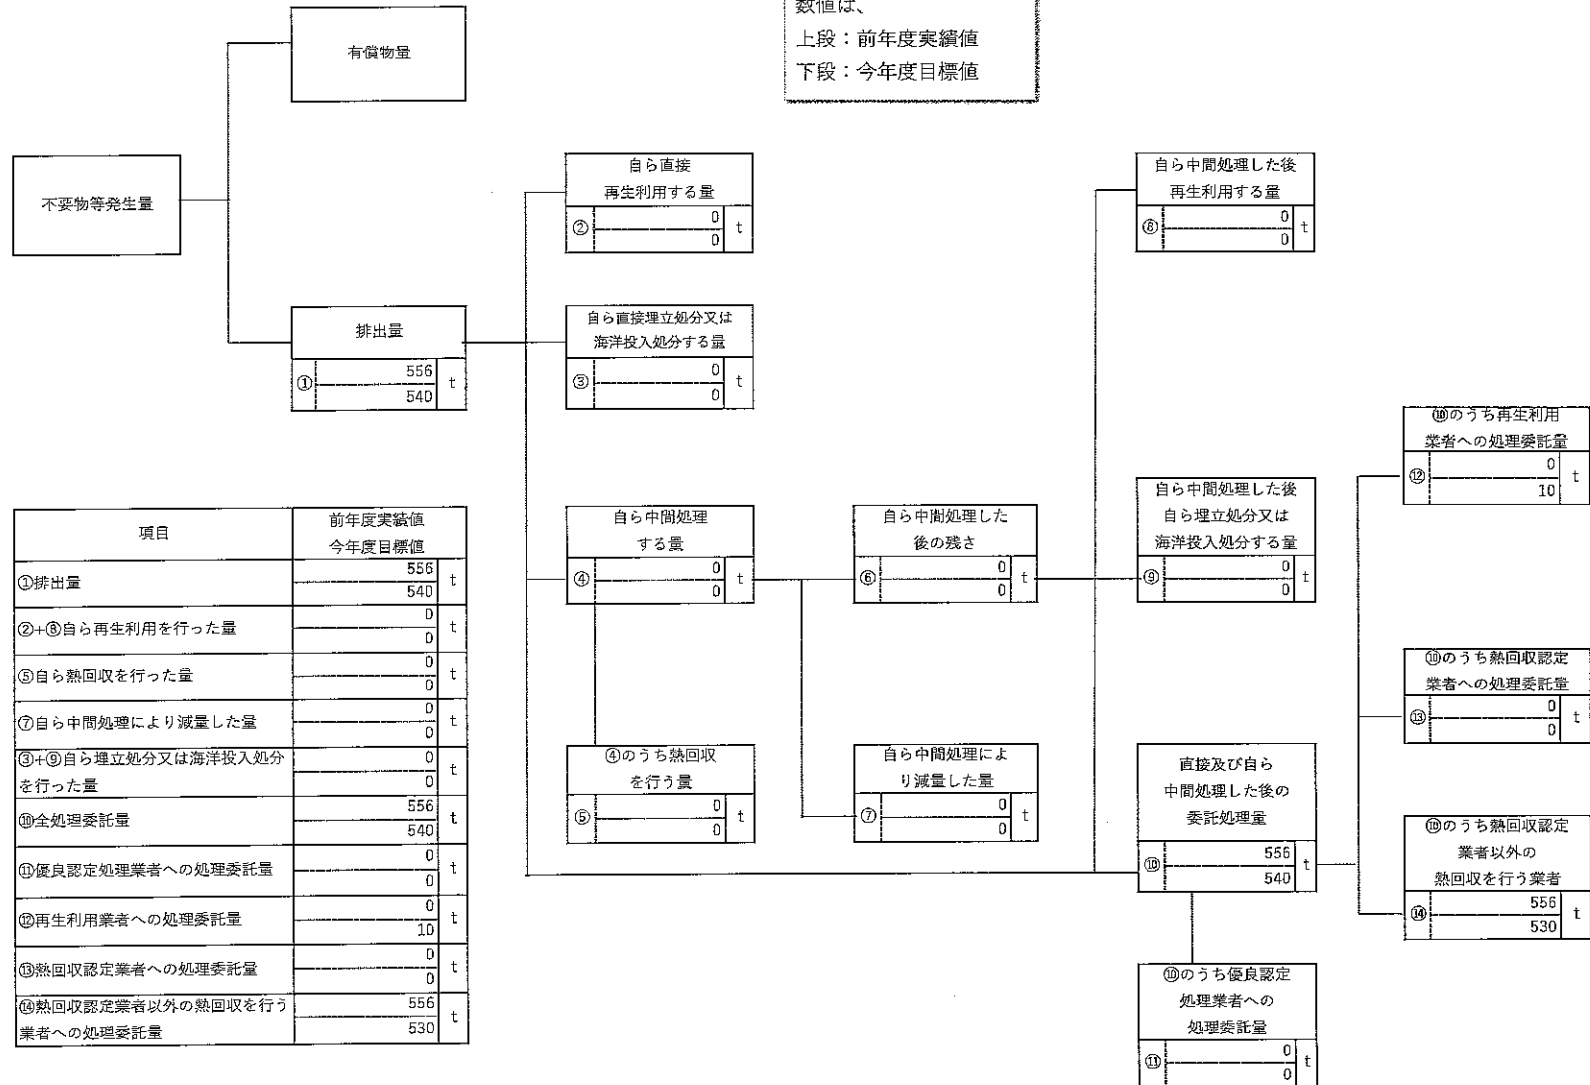 数値は、
上段：前年度実績値
下段：今年度目標値
有償物量
不要物等発生量
排出量
① 556 t
540
自ら直接
再生利用する量
② 0 t
0
自ら直接埋立処分又は
海洋投入処分する量
③ 0 t
0
自ら中間処理
する量
④ 0 t
0
④のうち熱回収
を行う量
⑤ 0 t
0
自ら中間処理した
後の残さ
⑥ 0 t
0
自ら中間処理によ
り減量した量
⑦ 0 t
0
自ら中間処理した後
再生利用する量
⑧ 0 t
0
自ら中間処理した後
自ら埋立処分又は
海洋投入処分する量
⑨ 0 t
0
直接及び自ら
中間処理した後の
委託処理量
⑩ 556 t
540
⑩のうち優良認定
処理業者への
処理委託量
⑪ 0 t
0
⑩のうち再生利用
業者への処理委託量
⑫ 0 t
10
⑩のうち熱回収認定
業者への処理委託量
⑬ 0 t
0
⑩のうち熱回収認定
業者以外の
熱回収を行う業者
⑭ 556 t
530
項目 前年度実績値
今年度目標値
①排出量 556 t
540
②+⑧自ら再生利用を行った量 0 t
0
⑤自ら熱回収を行った量 0 t
0
⑦自ら中間処理により減量した量 0 t
0
③+⑨自ら埋立処分又は海洋投入処分 0 t
を行った量 0
⑩全処理委託量 556 t
540
⑪優良認定処理業者への処理委託量 0 t
0
⑫再生利用業者への処理委託量 0 t
10
⑬熱回収認定業者への処理委託量 0 t
0
⑭熱回収認定業者以外の熱回収を行う 556 t
業者への処理委託量 530